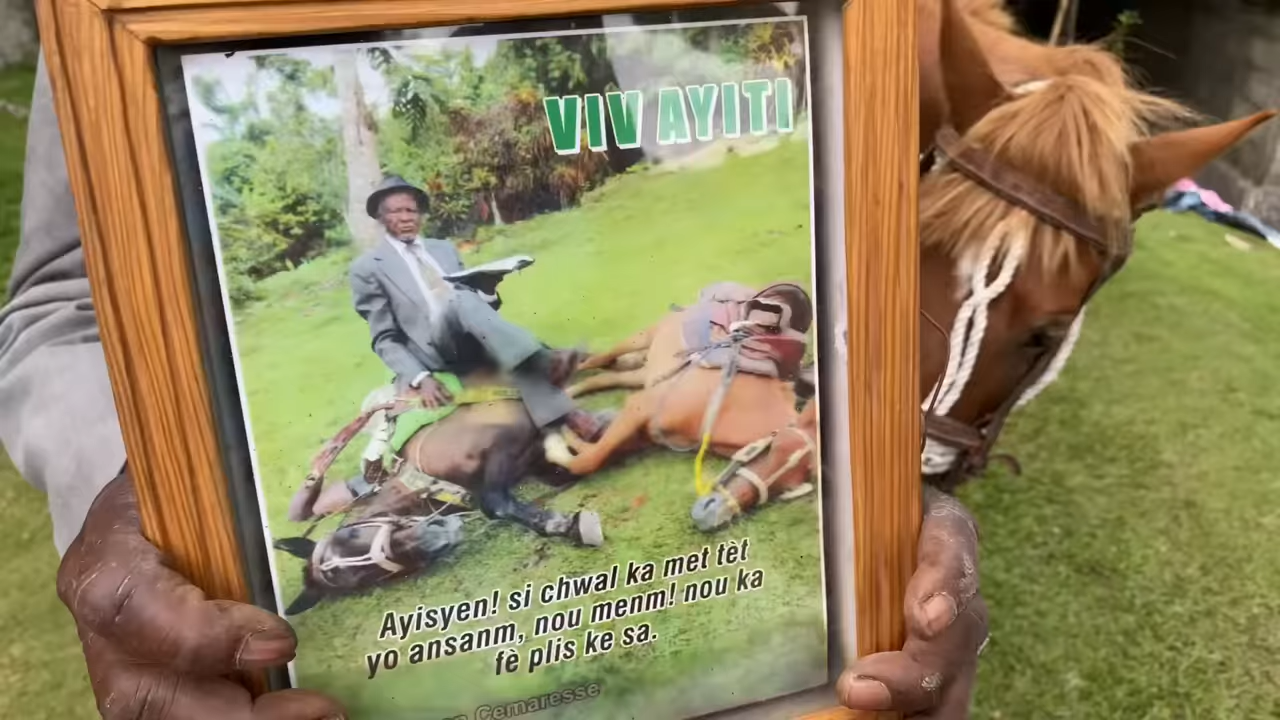 VIV AYITI
Ayisyen! si chwal ka met tèt
yo ansanm, nou menm! nou ka
fè plis ke sa.
Cemaresse